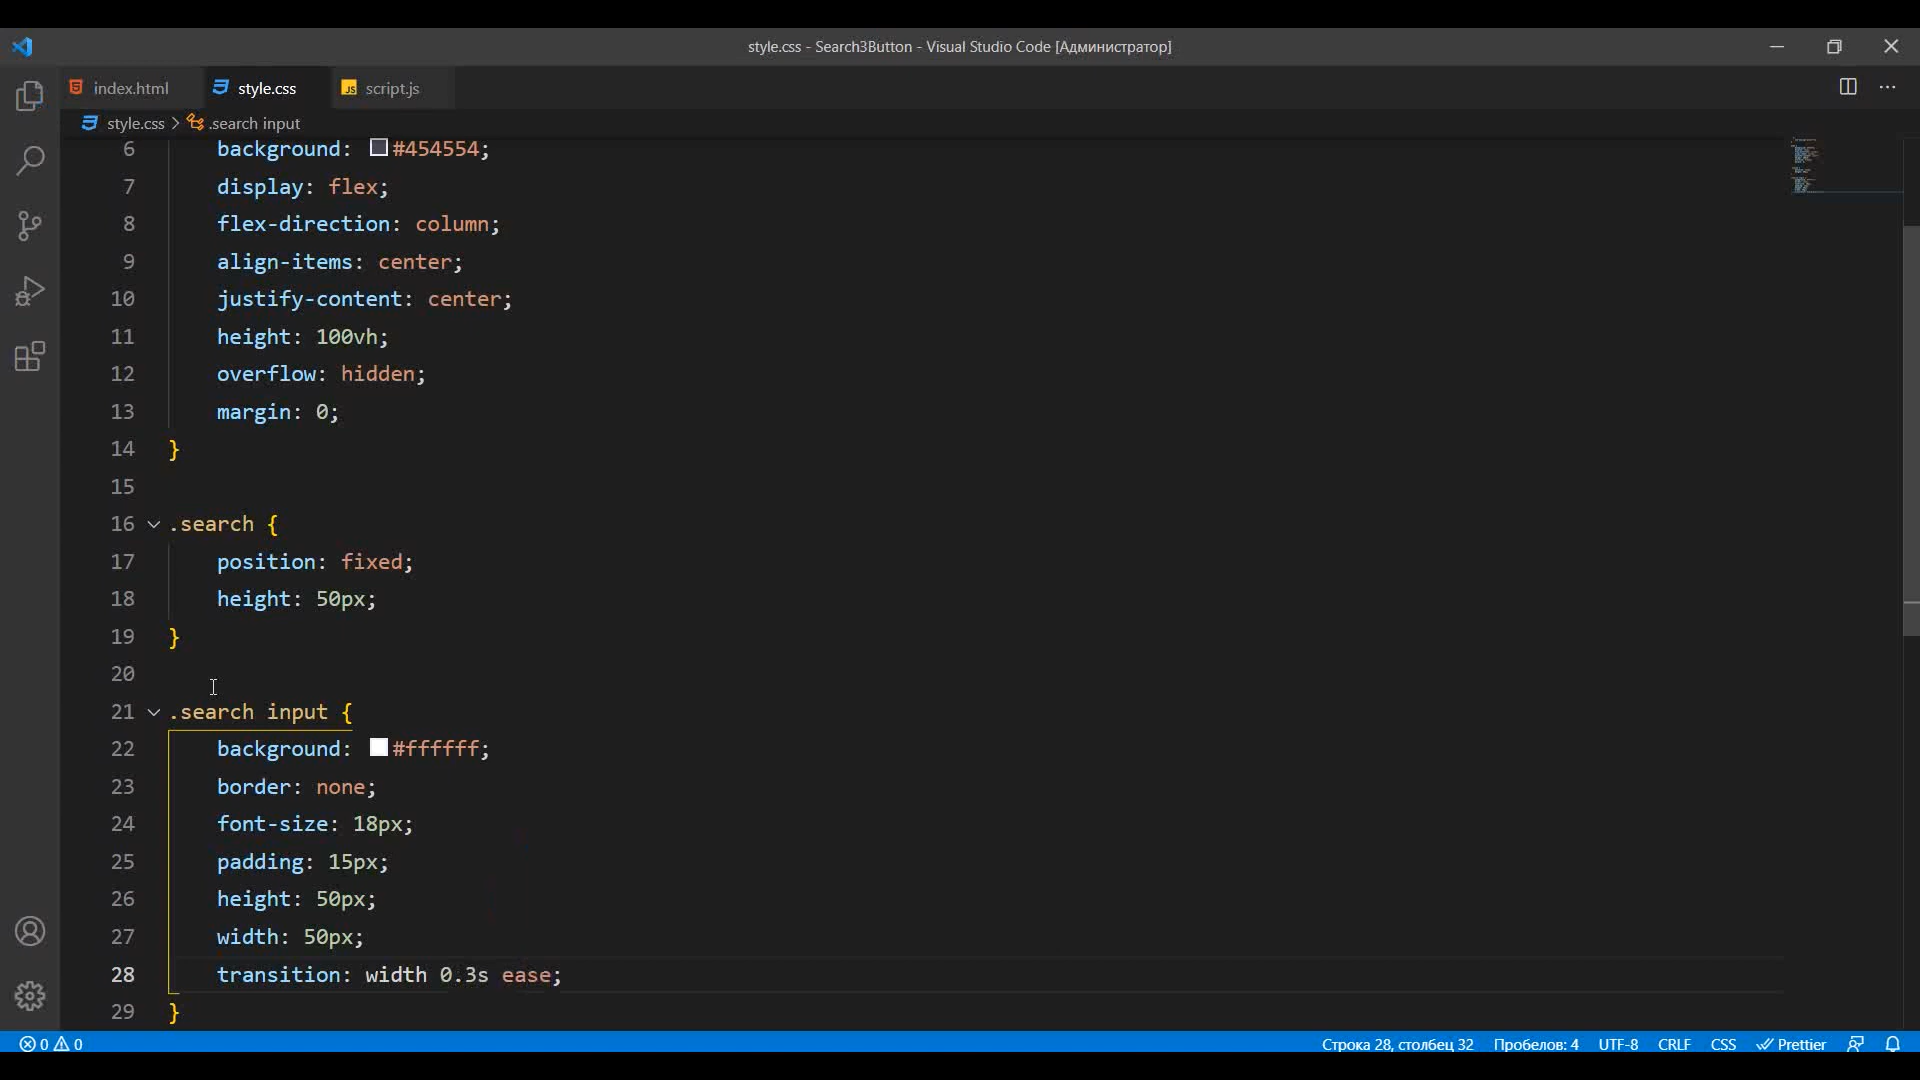 style.css - Search3Button - Visual Studio Code [Администратор]
index.html
style.css
JS script.js
style.css > .search input
6 background: #454554;
7 display: flex;
8 flex-direction: column;
9 align-items: center;
10 justify-content: center;
11 height: 100vh;
12 overflow: hidden;
13 margin: 0;
14 }
15
16 .search {
17 position: fixed;
18 height: 50px;
19 }
20
21 .search input {
22 background: #ffffff;
23 border: none;
24 font-size: 18px;
25 padding: 15px;
26 height: 50px;
27 width: 50px;
28 transition: width 0.3s ease;
29 }
0 0 Строка 28, столбец 32 Пробелов: 4 UTF-8 CRLF CSS Prettier